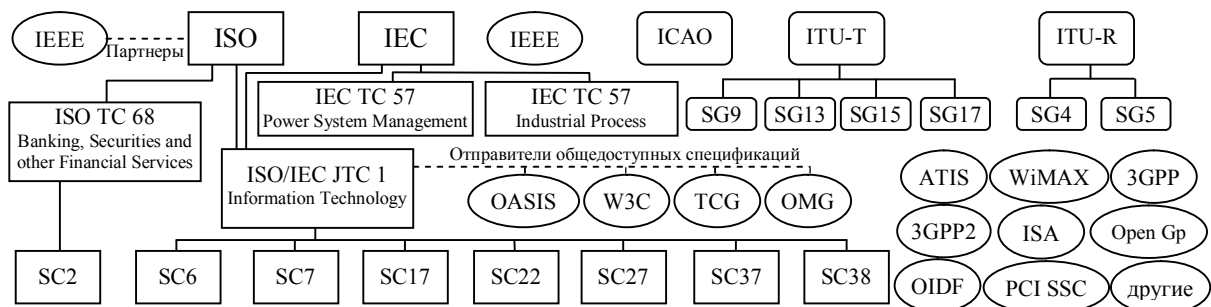 IEEE
Партнеры
ISO
IEC
IEEE
ICAO
ITU-T
ITU-R
ISO TC 68
Banking, Securities and
other Financial Services
IEC TC 57
Power System Management
IEC TC 57
Industrial Process
SG9
SG13
SG15
SG17
SG4
SG5
ISO/IEC JTC 1
Information Technology
Отправители общедоступных спецификаций
OASIS
W3C
TCG
OMG
ATIS
WiMAX
3GPP
3GPP2
ISA
Open Gp
OIDF
PCI SSC
другие
SC2
SC6
SC7
SC17
SC22
SC27
SC37
SC38